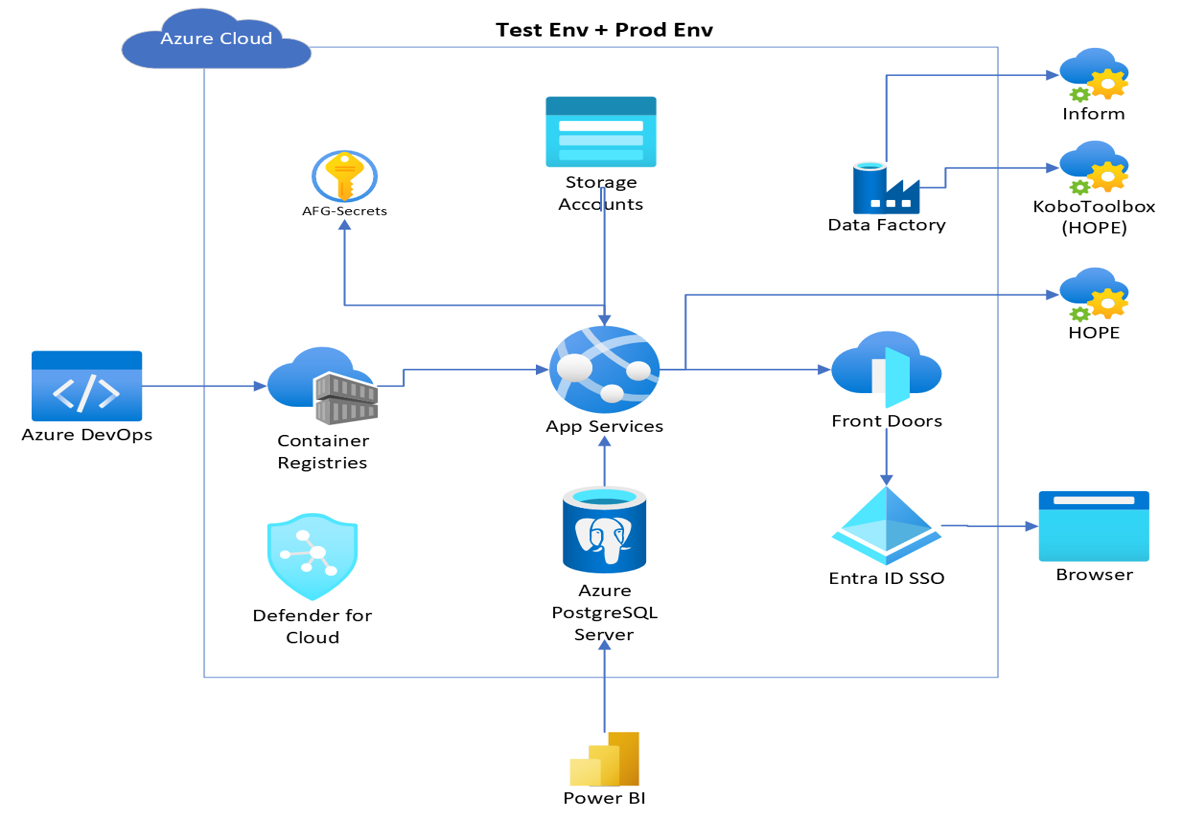 Test Env + Prod Env
Azure Cloud
Inform
Storage
Accounts
AFG-Secrets
KoboToolbox
(HOPE)
Data Factory
HOPE
Azure DevOps
Container
Registries
App Services
Front Doors
Defender for
Cloud
Azure
PostgreSQL
Server
Entra ID SSO
Browser
Power BI